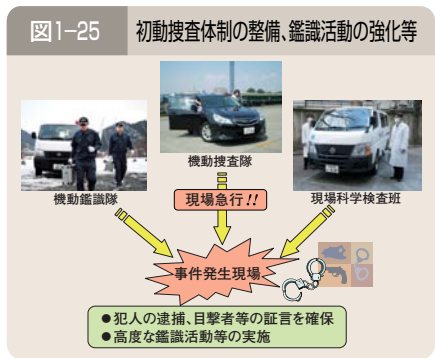 図1-25 初動捜査体制の整備、鑑識活動の強化等
機動捜査隊
機動鑑識隊
現場急行!!
現場科学検査班
事件発生現場
●犯人の逮捕、目撃者等の証言を確保
●高度な鑑識活動等の実施